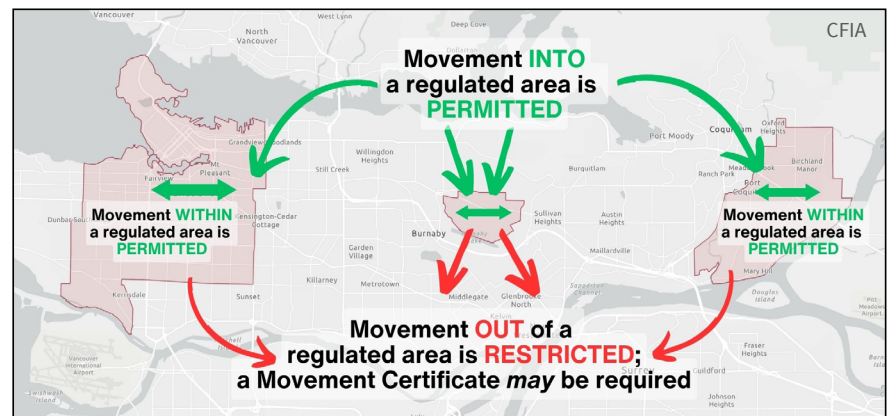 CFIA
West Lynn
Deep Cove
North
Vancouver
Vancouver
Dollarton
Movement INTO
a regulated area is
PERMITTED
Grandview-Woodlands
Mt
Pleasant
Fairview
Still Creek
Willingdon
Heights
Burquitlam
Port Moody
Coquitlam
Oxford
Heights
Birchland
Manor
Ranch Park
Port
Movement WITHIN
a regulated area is
PERMITTED
Kensington-Cedar
Cottage
Burnaby
Sullivan
Heights
Austin
Heights
Maillardville
Movement WITHIN
a regulated area is
PERMITTED
Garden
Village
Mary Hill
Kerrisdale
Sunset
Killarney
Metrotown
Middlegate
Glenbrooke
North
Sapperton
Channel
Douglas
Island
Movement OUT of a
regulated area is RESTRICTED;
a Movement Certificate may be required
Vancouver
International
Airport
Fraser
Heights
Guildford
Johnson
Heights